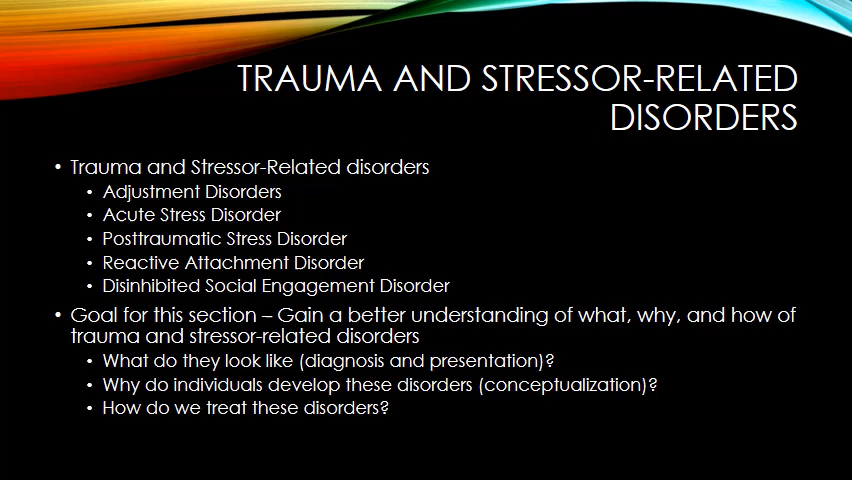 TRAUMA AND STRESSOR-RELATED
DISORDERS
• Trauma and Stressor-Related disorders
• Adjustment Disorders
• Acute Stress Disorder
• Posttraumatic Stress Disorder
• Reactive Attachment Disorder
• Disinhibited Social Engagement Disorder
• Goal for this section – Gain a better understanding of what, why, and how of
trauma and stressor-related disorders
• What do they look like (diagnosis and presentation)?
• Why do individuals develop these disorders (conceptualization)?
• How do we treat these disorders?